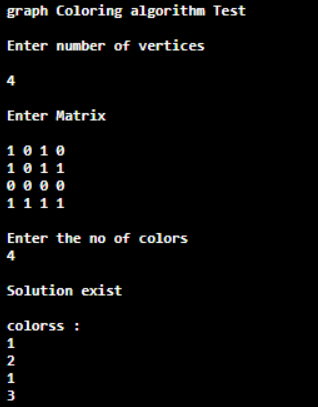 graph Coloring algorithm Test
Enter number of vertices
4
Enter Matrix
1 0 1 0
1 0 1 1
0 0 0 0
1 1 1 1
Enter the no of colors
4
Solution exist
colorss :
1
2
1
3